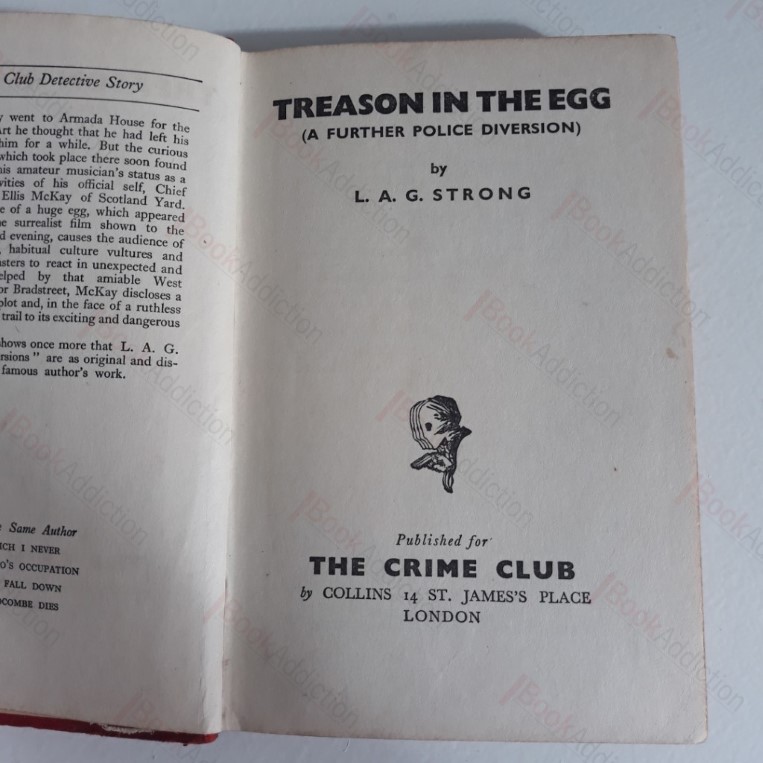 Club Detective Story
went to Armada House for the
Art he thought that he had left his
him for a while. But the curious
which took place there soon found
his amateur musician's status as a
vities of his official self, Chief
Ellis McKay of Scotland Yard.
e of a huge egg, which appeared
e surrealist film shown to the
d evening, causes the audience of
habitual culture vultures and
asters to react in unexpected and
elped by that amiable West
or Bradstreet, McKay discloses a
plot and, in the face of a ruthless
trail to its exciting and dangerous
shows once more that L. A. G.
rsions" are as original and dis-
famous author's work.
Same Author
ICH I NEVER
O'S OCCUPATION
FALL DOWN
OCOMBE DIES
TREASON IN THE EGG
(A FURTHER POLICE DIVERSION)
by
L. A. G. STRONG
Published for
THE CRIME CLUB
by COLLINS 14 ST. JAMES'S PLACE
LONDON
iBookAddiction